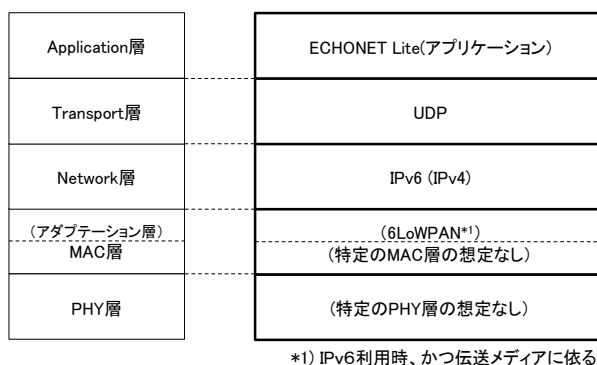 Application層
ECHONET Lite(アプリケーション)
Transport層
UDP
Network層
IPv6 (IPv4)
(アダプテーション層)
(6LoWPAN*1)
MAC層
(特定のMAC層の想定なし)
PHY層
(特定のPHY層の想定なし)
*1) IPv6利用時、かつ伝送メディアに依る